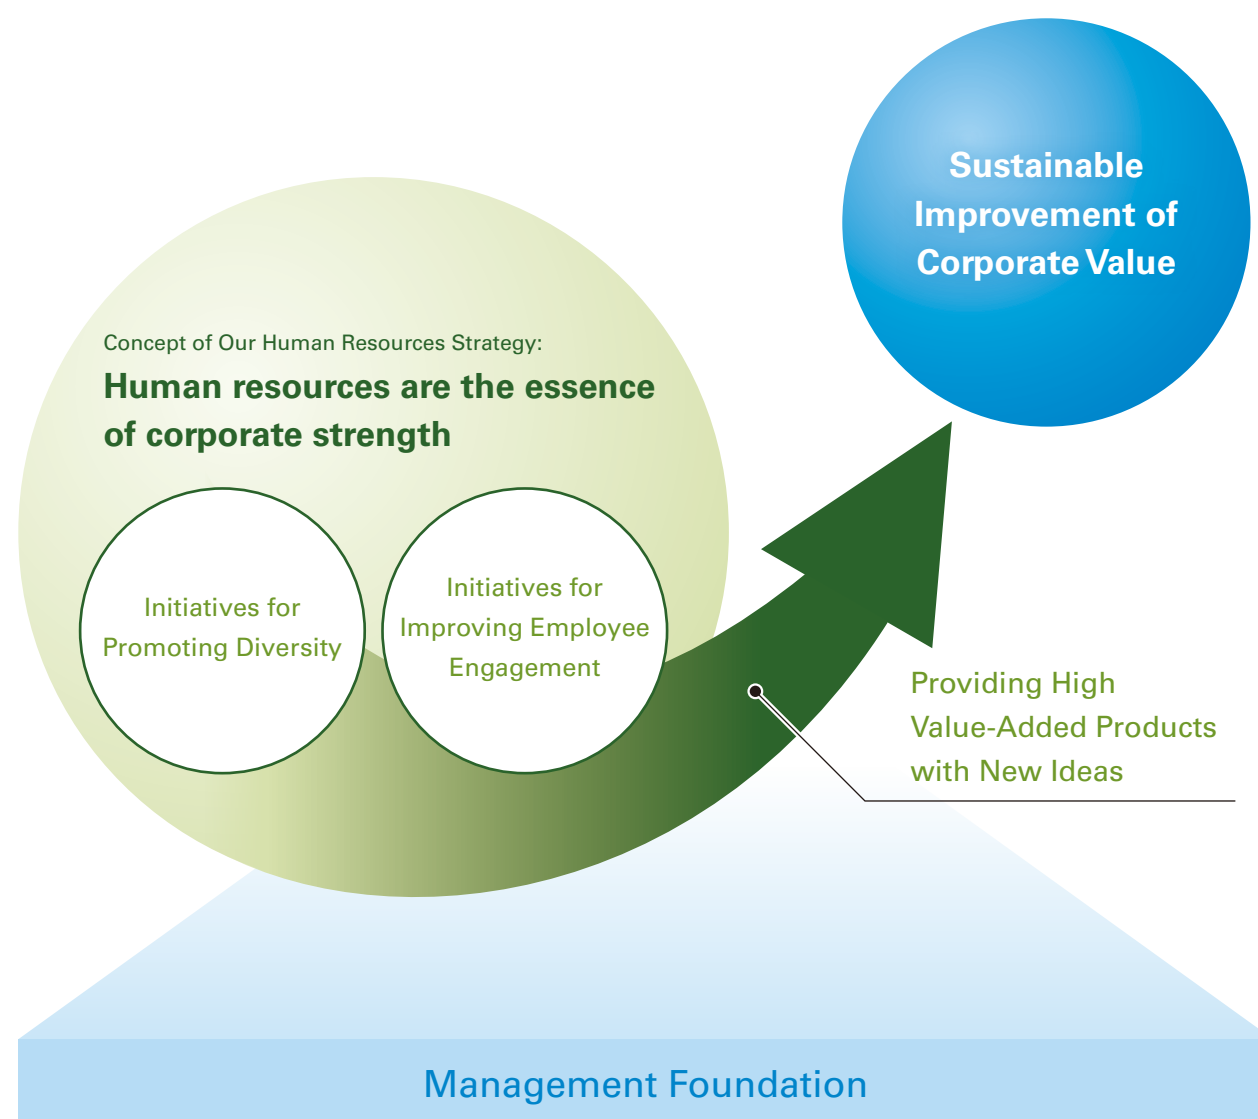 Sustainable
Improvement of
Corporate Value
Concept of Our Human Resources Strategy:
Human resources are the essence
of corporate strength
Initiatives for
Promoting Diversity
Initiatives for
Improving Employee
Engagement
Providing High
Value-Added Products
with New Ideas
Management Foundation